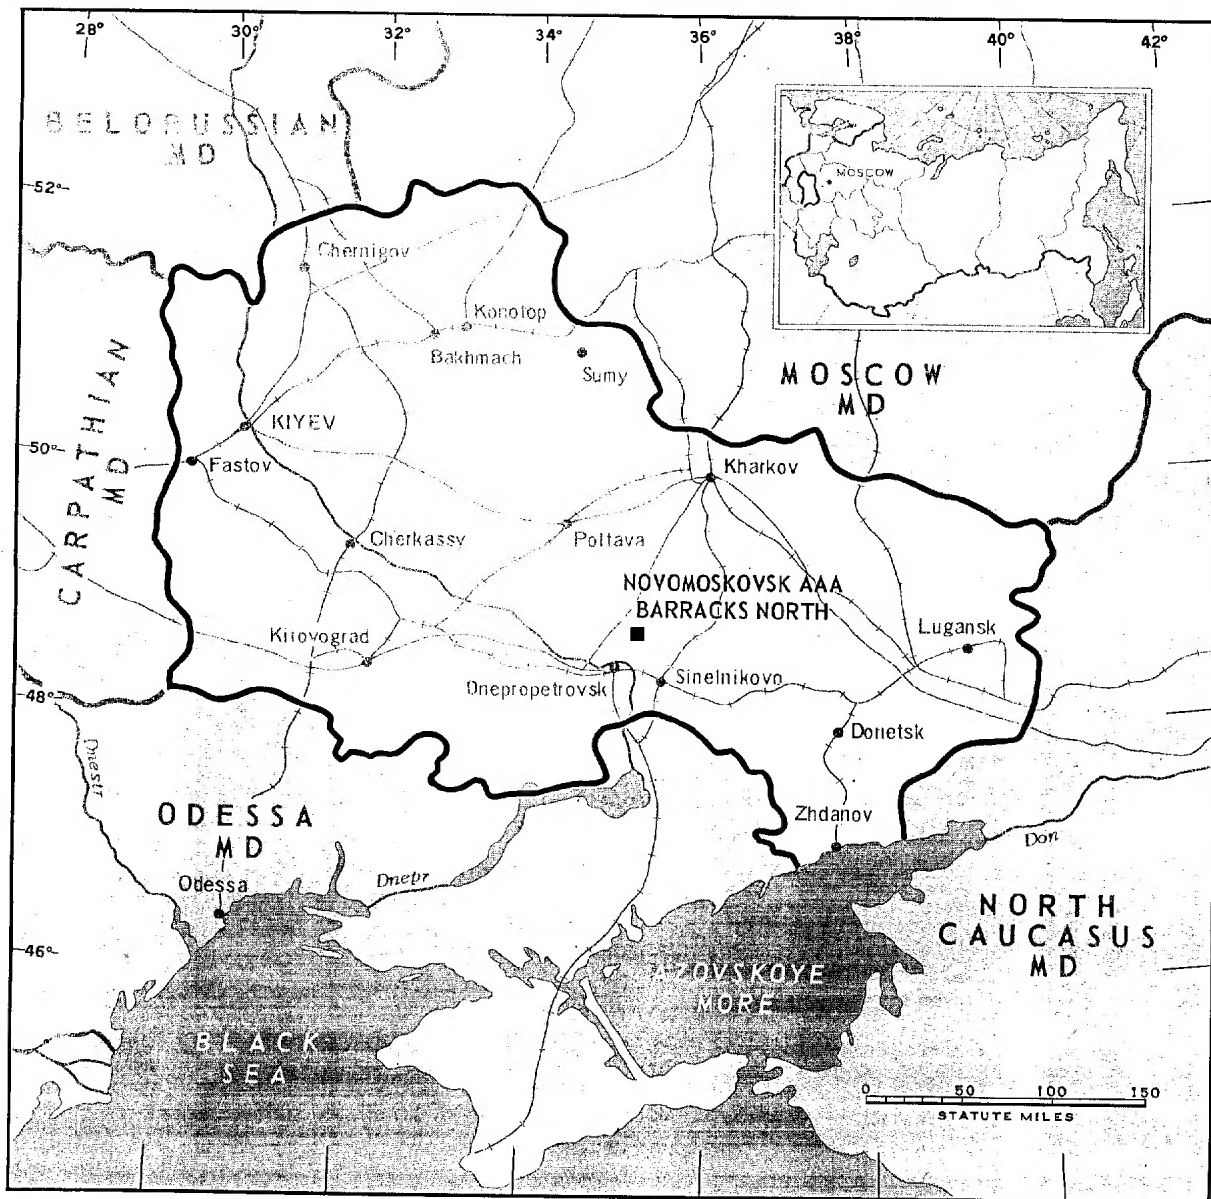 28° 30° 32° 34° 36° 38° 40° 42°
BELORUSSIAN
MD
MOSCOW
52°
Chernigov
Konotop
Bakhmach
Sumy
CARPATHIAN
MD
MOSCOW
MD
50°
KIYEV
Fastov
Kharkov
Cherkassy
Poltava
NOVOMOSKOVSK AAA
BARRACKS NORTH
Kirovograd
Lugansk
Dnepropetrovsk
Sinelnikovo
48°
Donetsk
Dnestr
ODESSA
MD
Zhdanov
Don
Odessa
Dnepr
NORTH
CAUCASUS
MD
46°
AZOVSKOYE
MORE
BLACK
SEA
0 50 100 150
STATUTE MILES